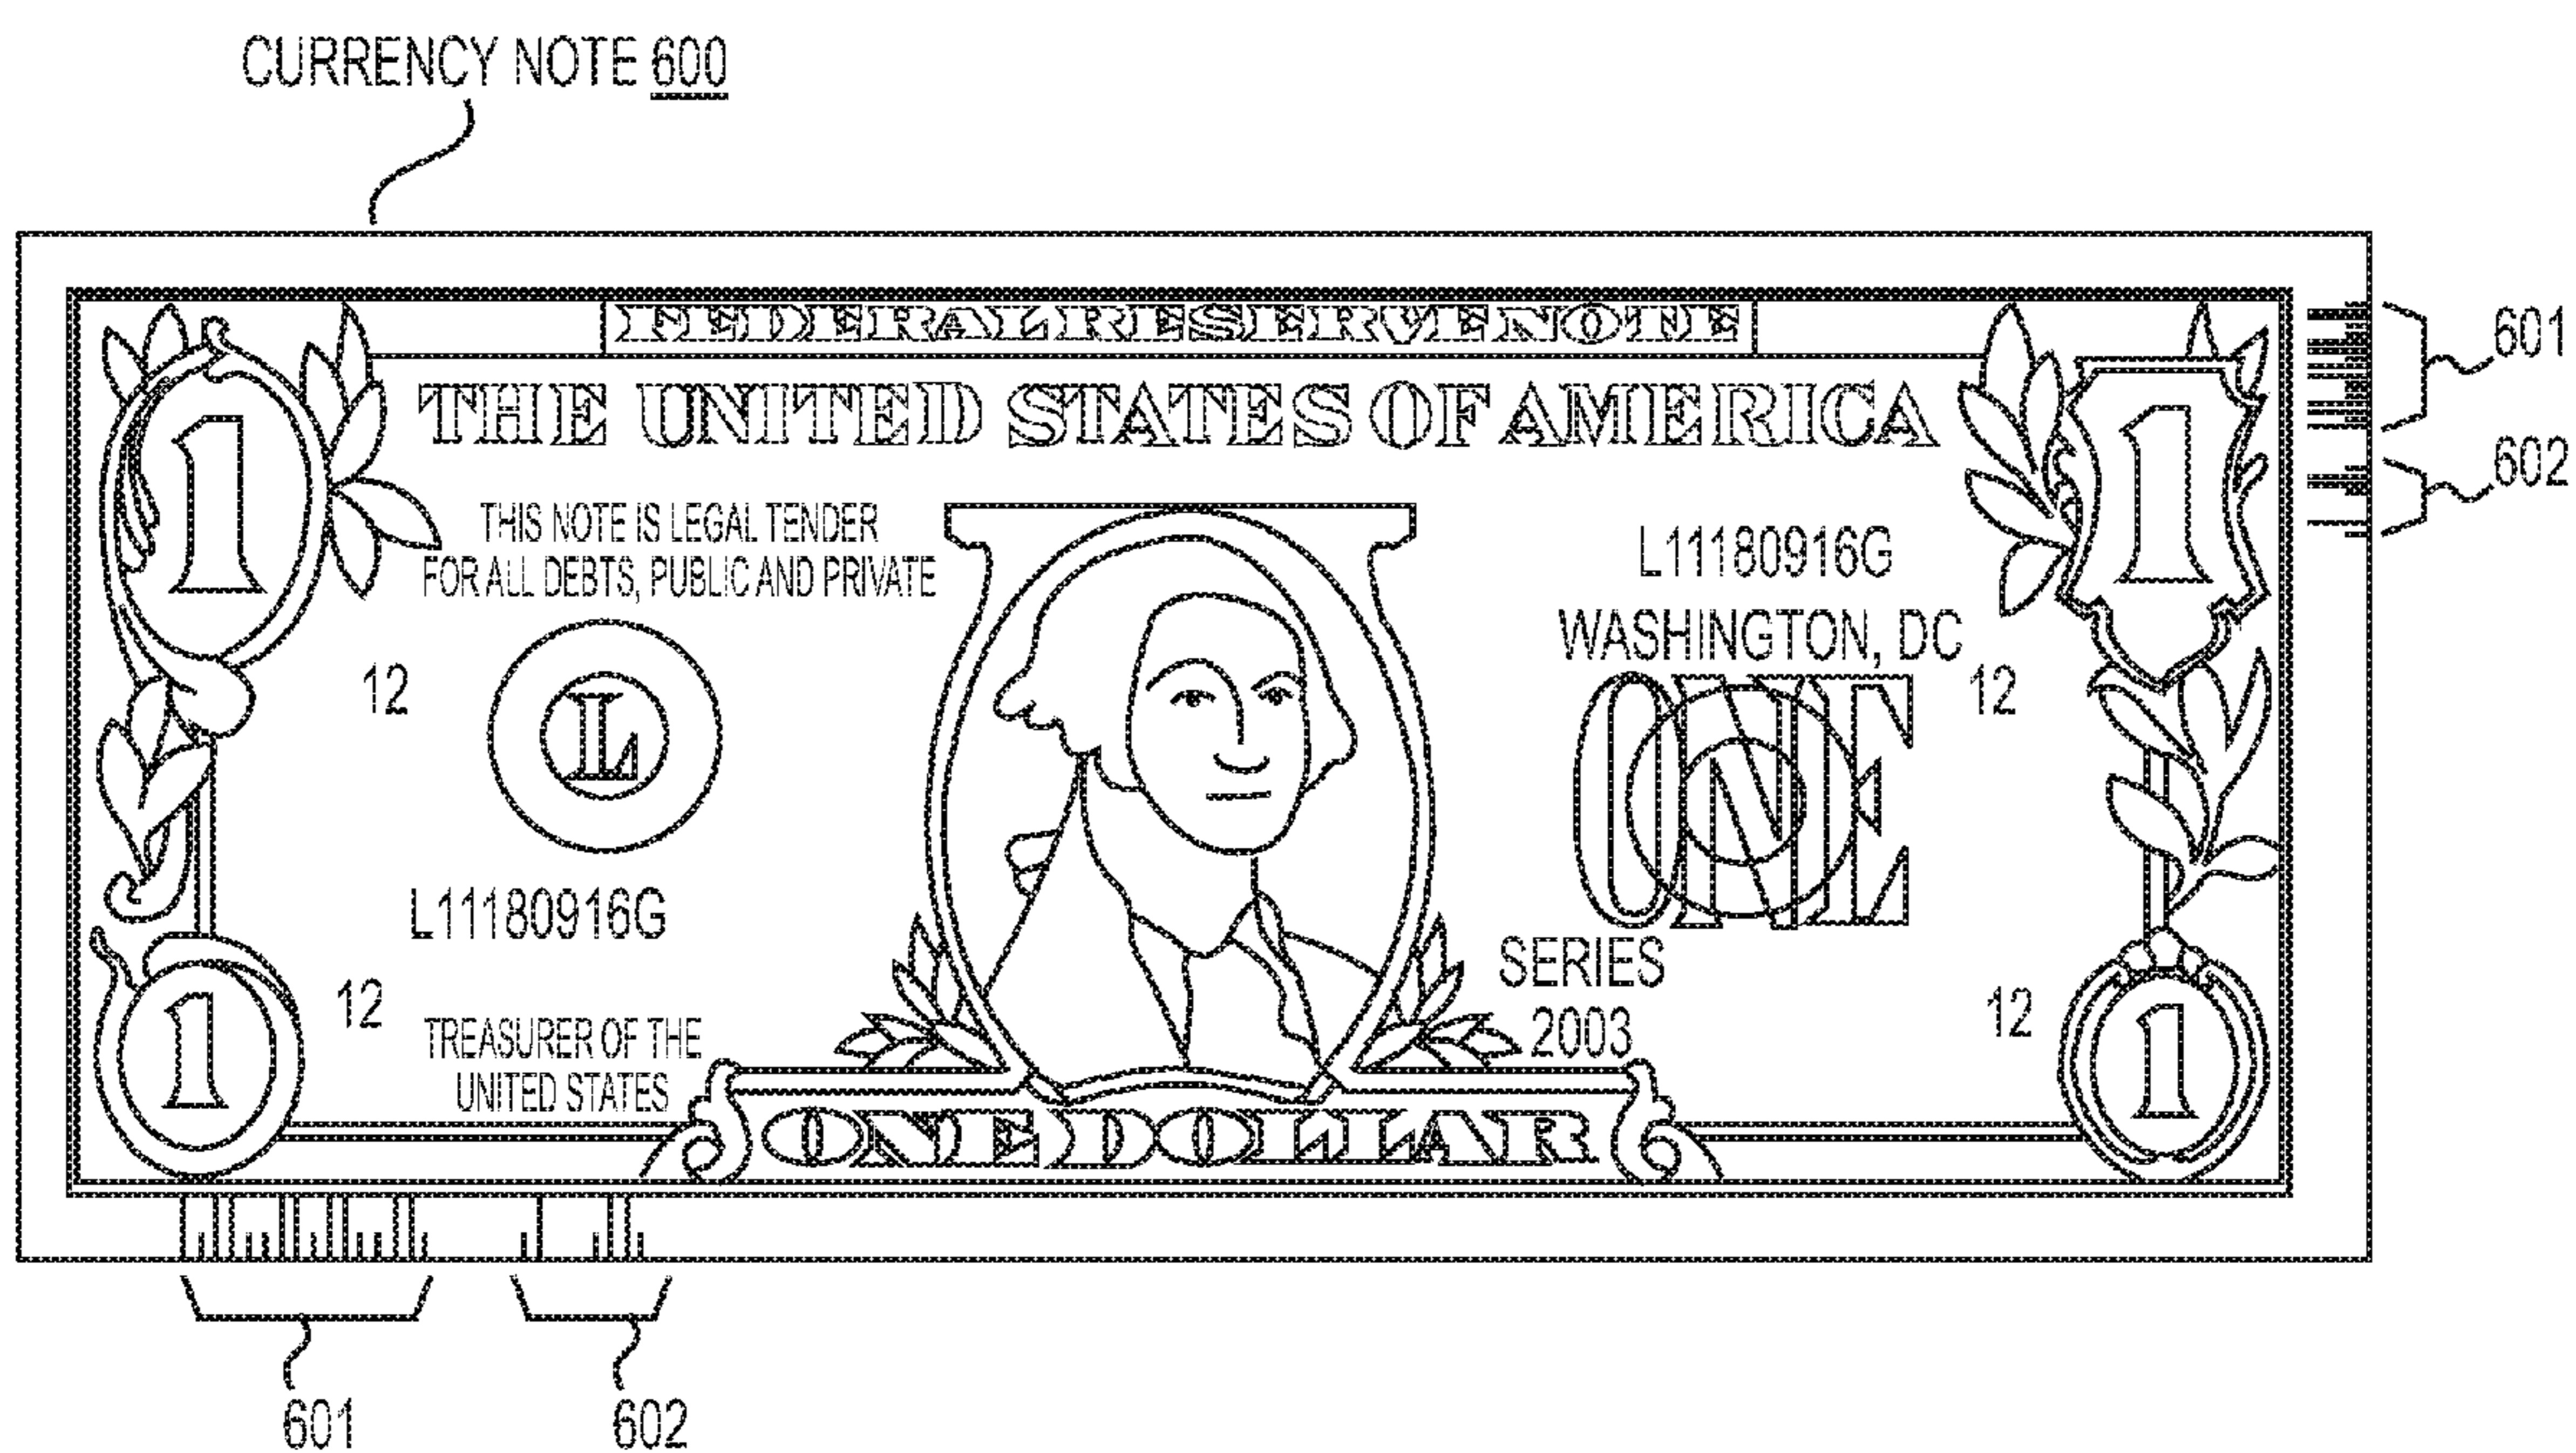 CURRENCY NOTE 600
FEDERAL RESERVE NOTE
601
THE UNITED STATES OF AMERICA
1
1
602
THIS NOTE IS LEGAL TENDER
FOR ALL DEBTS, PUBLIC AND PRIVATE
L11180916G
WASHINGTON, DC
12
12
L
ONE
L11180916G
SERIES
2003
12
12
1
1
TREASURER OF THE
UNITED STATES
ONE DOLLAR
601
602